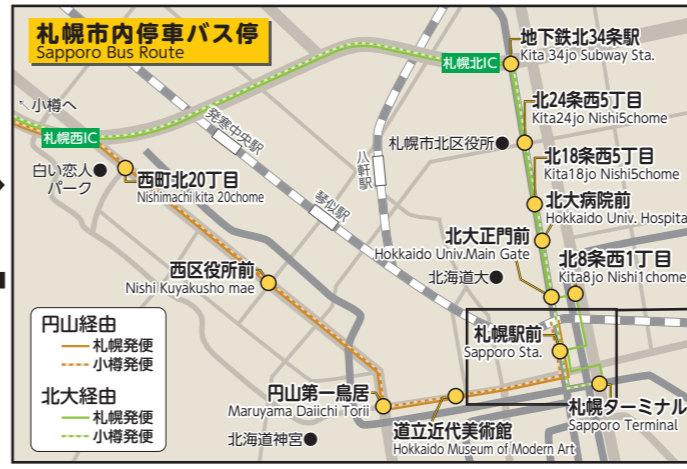 札幌市内停車バス停
Sapporo Bus Route
↖小樽へ
札幌西IC
札幌北IC
地下鉄北34条駅
Kita 34jo Subway Sta.
北24条西5丁目
Kita24jo Nishi5chome
札幌市北区役所●
北18条西5丁目
Kita18jo Nishi5chome
北大病院前
Hokkaido Univ. Hospital
北大正門前
Hokkaido Univ.Main Gate
北海道大●
北8条西1丁目
Kita8jo Nishi1chome
発寒中央駅
八軒駅
琴似駅
白い恋人●
パーク
西町北20丁目
Nishimachi kita 20chome
西区役所前
Nishi Kuyakusho mae
札幌駅前
Sapporo Sta.
円山第一鳥居
Maruyama Daiichi Torii
北海道神宮●
道立近代美術館
Hokkaido Museum of Modern Art
札幌ターミナル
Sapporo Terminal
円山経由
札幌発便
小樽発便
北大経由
札幌発便
小樽発便